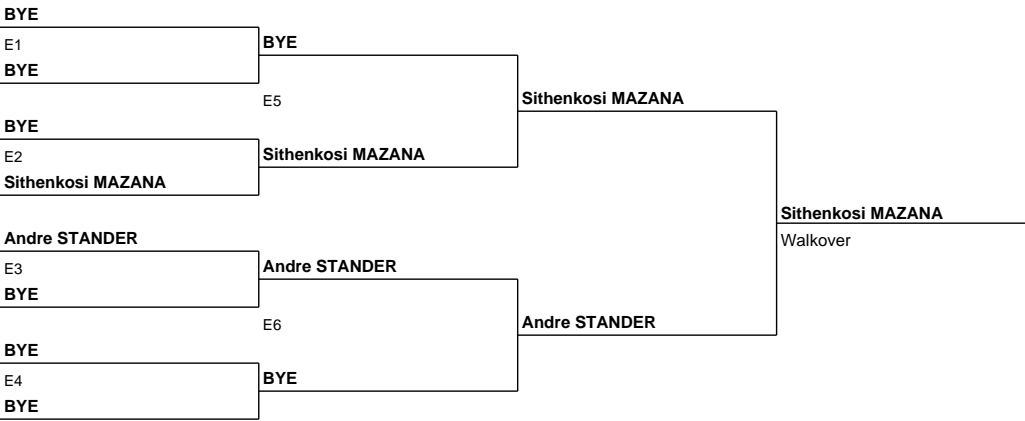 BYE
E1
BYE
BYE
E5
Sithenkosi MAZANA
BYE
E2
Sithenkosi MAZANA
Sithenkosi MAZANA
Sithenkosi MAZANA
Walkover
Andre STANDER
E3
Andre STANDER
BYE
E6
Andre STANDER
BYE
E4
BYE
BYE